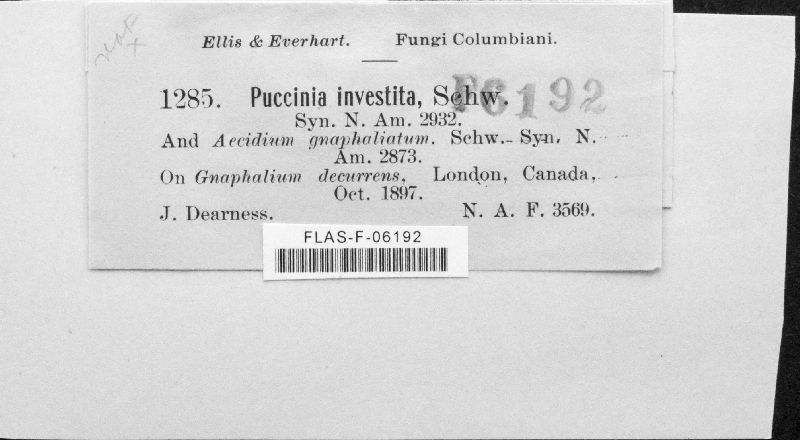 Ellis & Everhart. Fungi Columbiani.
1285. Puccinia investita, Schw.
F6192
Syn. N. Am. 2932.
And Aecidium gnaphaliatum. Schw.- Syn. N.
Am. 2873.
On Gnaphalium decurrens, London, Canada,
Oct. 1897.
J. Dearness. N. A. F. 3569.
FLAS-F-06192